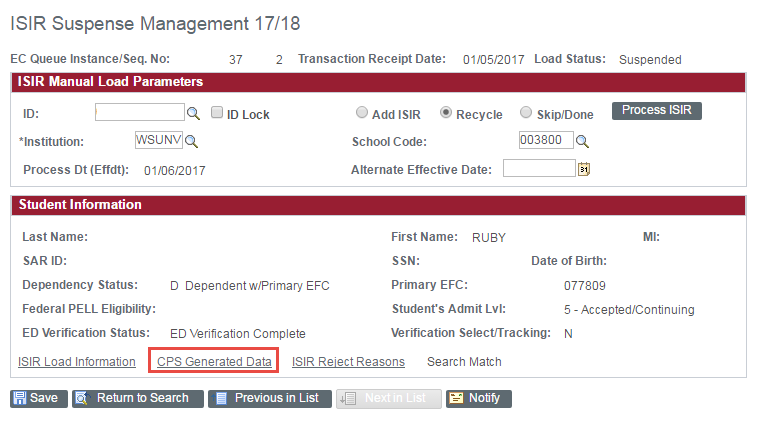 ISIR Suspense Management 17/18
EC Queue Instance/Seq. No: 37 2 Transaction Receipt Date: 01/05/2017 Load Status: Suspended
ISIR Manual Load Parameters
ID: ID Lock Add ISIR Recycle Skip/Done Process ISIR
*Institution: WSUNV School Code: 003800
Process Dt (Effdt): 01/06/2017 Alternate Effective Date: 31
Student Information
Last Name: First Name: RUBY MI:
SAR ID: SSN: Date of Birth:
Dependency Status: D Dependent w/Primary EFC Primary EFC: 077809
Federal PELL Eligibility: Student's Admit Lvl: 5 - Accepted/Continuing
ED Verification Status: ED Verification Complete Verification Select/Tracking: N
ISIR Load Information CPS Generated Data ISIR Reject Reasons Search Match
Save Return to Search Previous in List Next in List Notify